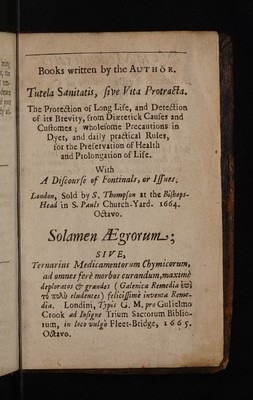 Books written by the AUTHOR.
Tutela Sanitatis, ſive Vita Protracta.
The Protection of Long Life, and Detection
of its Brevity, from Diætetick Cauſes and
Cuſtomes; wholeſome Precautions in
Dyet, and daily practical Rules,
for the Preſervation of Health
and Prolongation of Life.
With
A Diſcourſe of Fontinals, or Iſſues,
London, Sold by S. Thompſon at the Biſhops-
Head in S. Pauls Church-Yard. 1664.
Octavo.
Solamen Ægrorum;
SIVE,
Ternarius Medicamentorum Chymicorum,
ad omnes ferè morbus curandum, maximè
deploratos & grandes (Galenica Remedia ἐπὶ
τὸ πολὺ eludentes) feliciſſimè inventa Reme-
dia. Londini, Typis G. M. pro Gulielmo
Crook ad Inſigne Trium Sacrorum Biblio-
rum, in loco vulgò Fleet-Bridge, 1665.
Octavo.